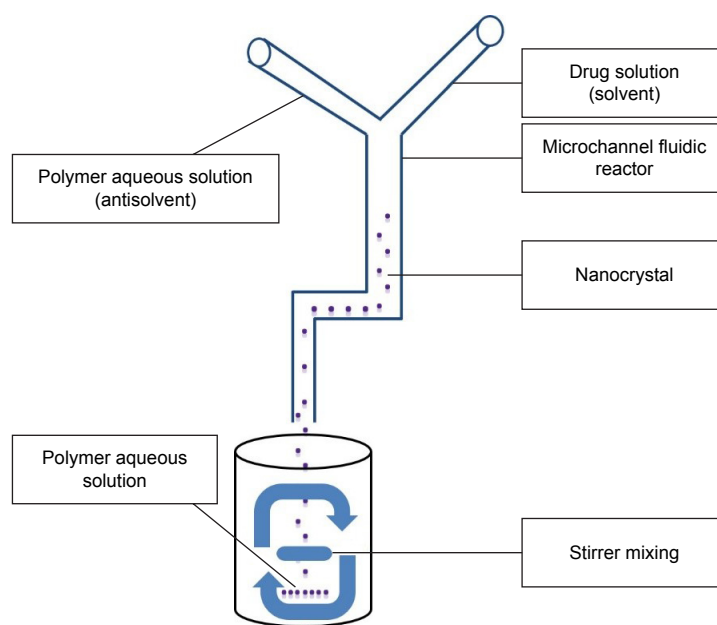 Drug solution
(solvent)
Microchannel fluidic
reactor
Polymer aqueous solution
(antisolvent)
Nanocrystal
Polymer aqueous
solution
Stirrer mixing